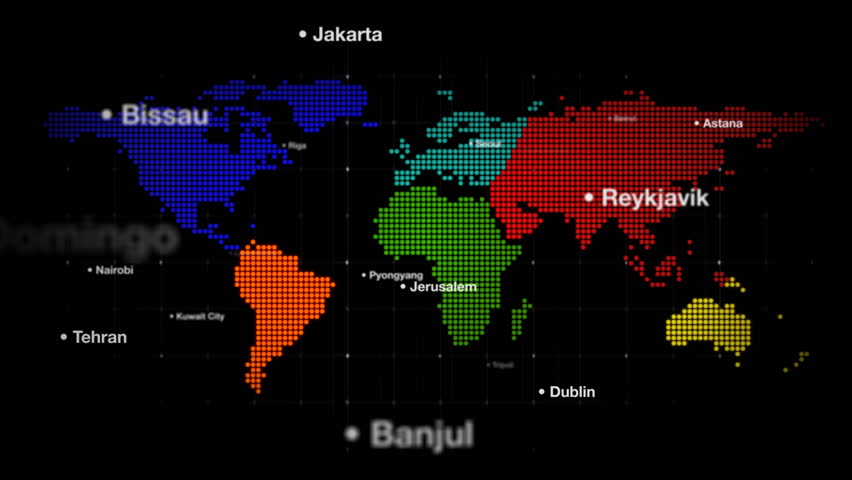 • Jakarta
• Bissau
• Astana
• Beirut
• Riga
• Seoul
• Reykjavik
Domingo
• Nairobi
• Pyongyang
• Jerusalem
• Kuwait City
• Tehran
• Tripoli
• Dublin
• Banjul